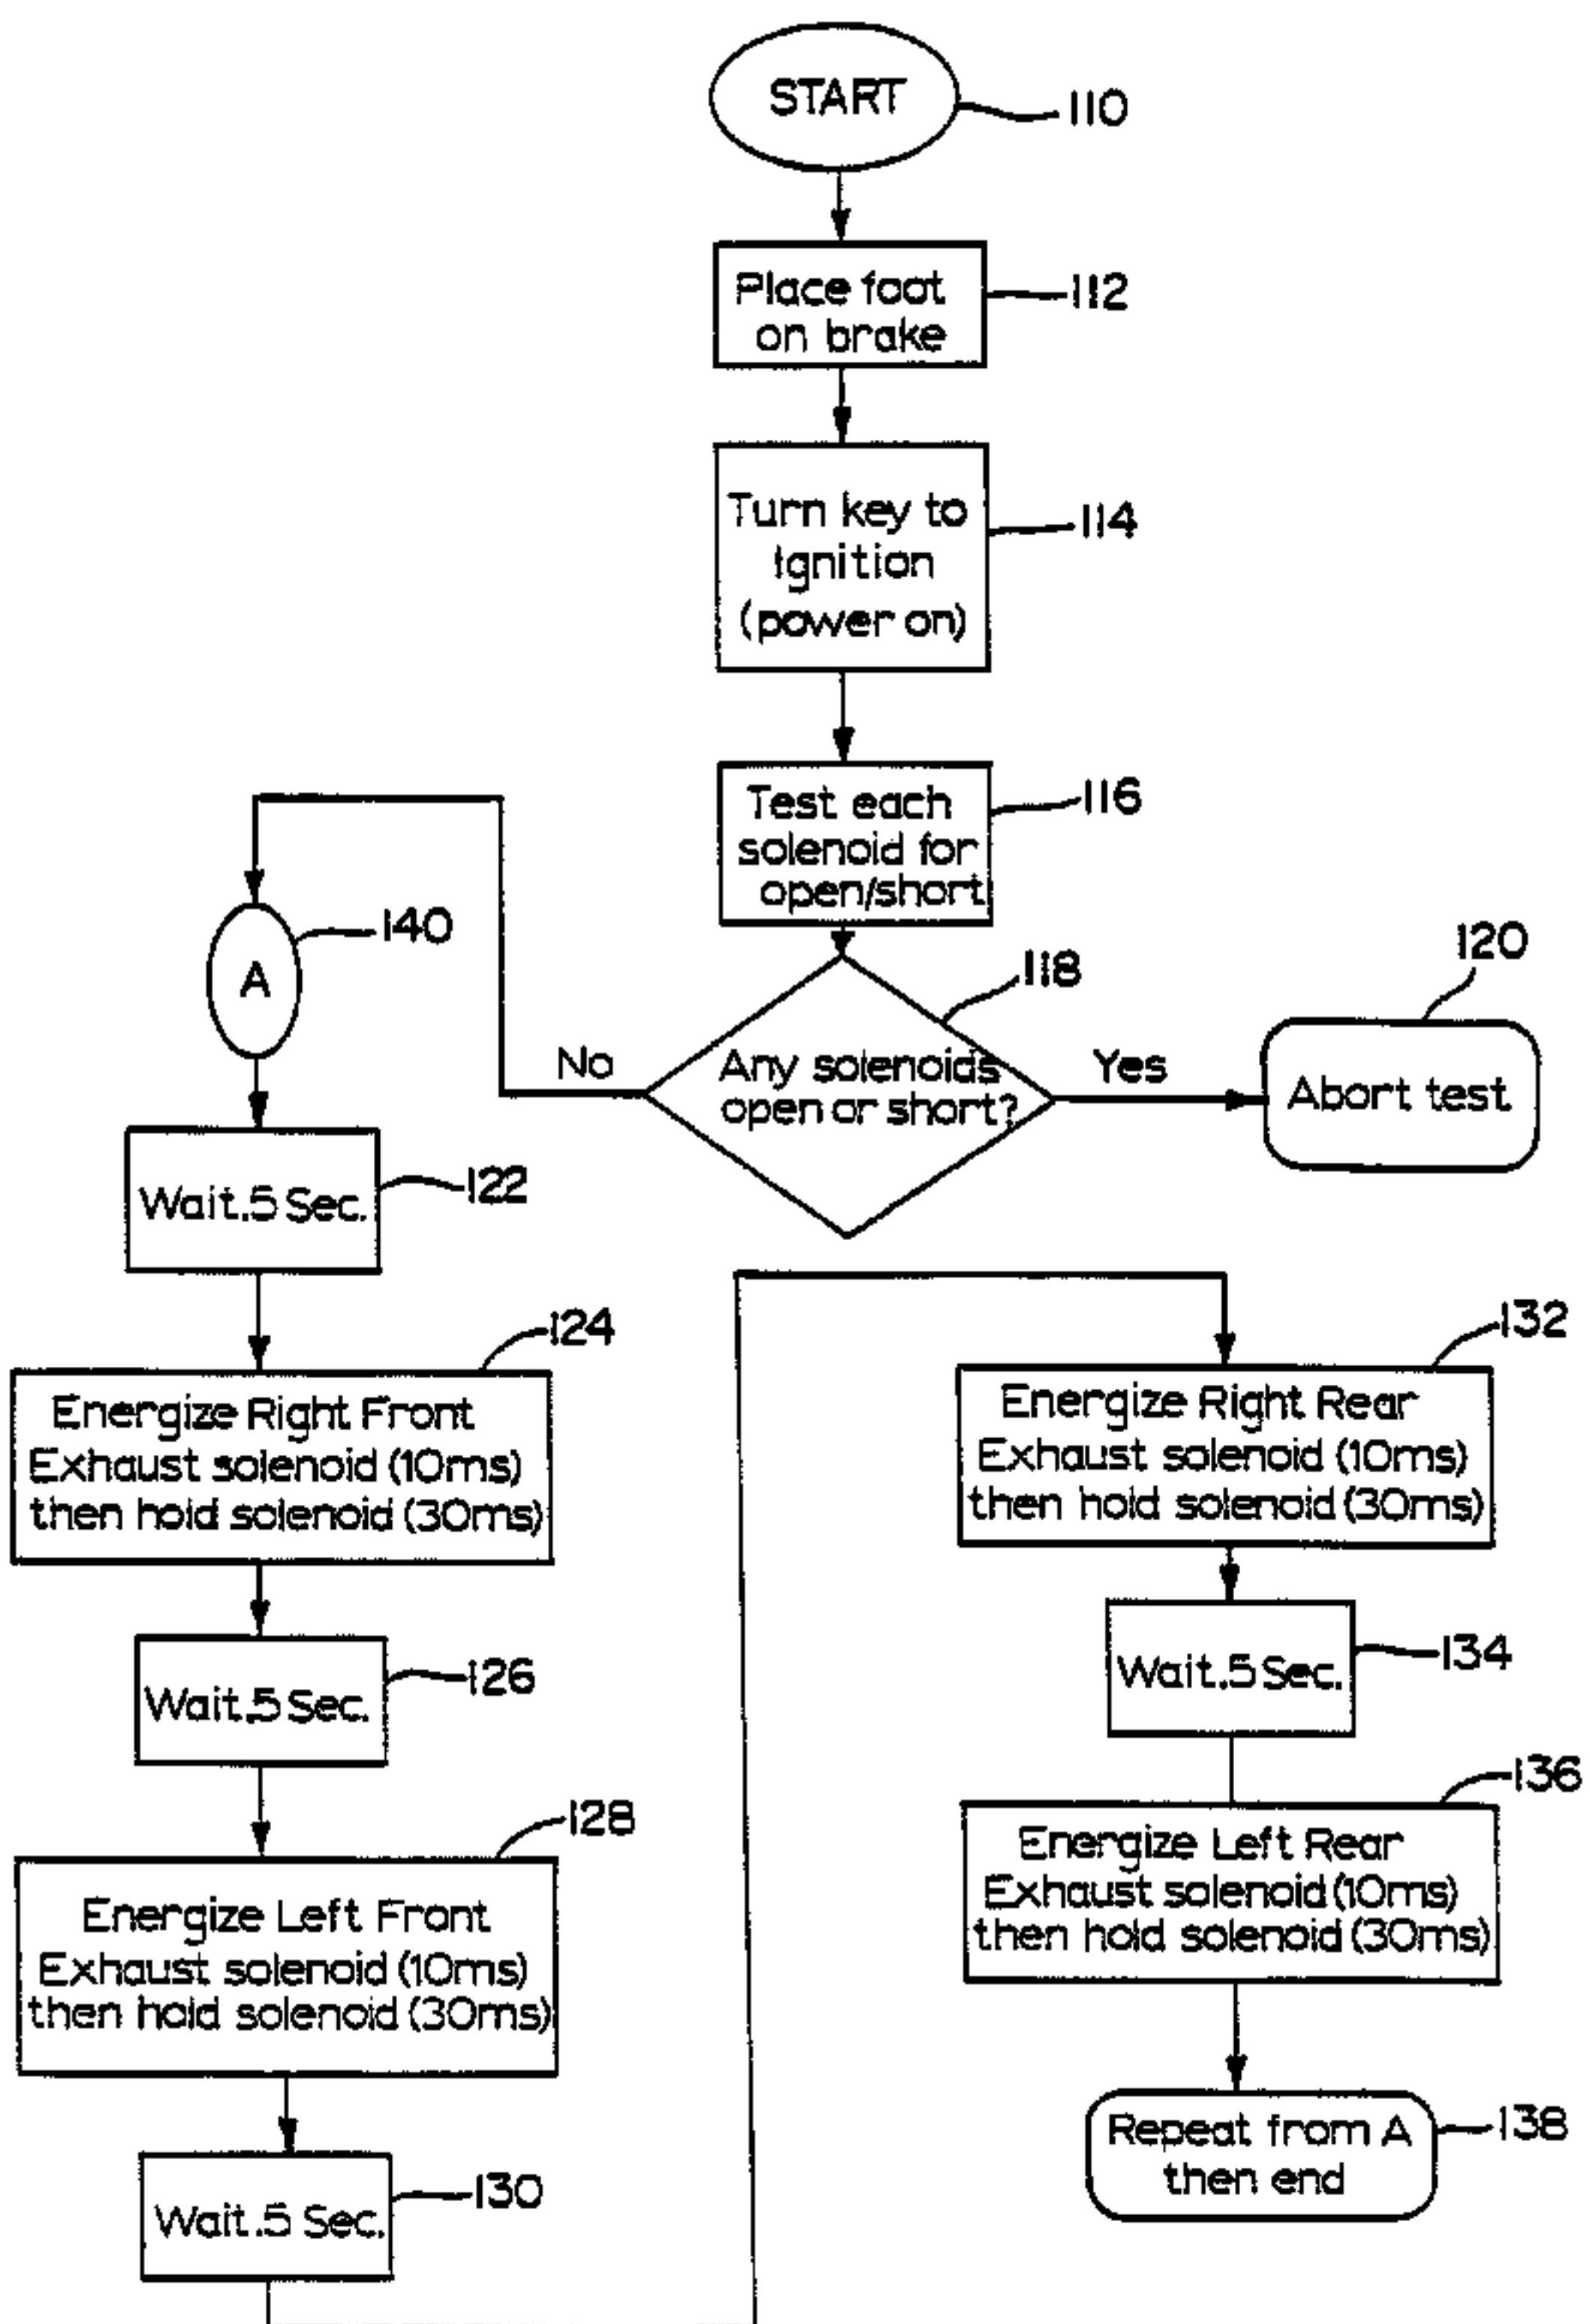 START
110
Place foot
on brake
112
Turn key to
Ignition
(power on)
114
Test each
solenoid for
open/short
116
118
Any solenoids
open or short?
Yes
120
Abort test
No
140
A
Wait.5 Sec.
122
124
Energize Right Front
Exhaust solenoid (10ms)
then hold solenoid (30ms)
Wait.5 Sec.
126
128
Energize Left Front
Exhaust solenoid (10ms)
then hold solenoid (30ms)
Wait.5 Sec.
130
132
Energize Right Rear
Exhaust solenoid (10ms)
then hold solenoid (30ms)
Wait.5 Sec.
134
136
Energize Left Rear
Exhaust solenoid (10ms)
then hold solenoid (30ms)
Repeat from A
then end
138